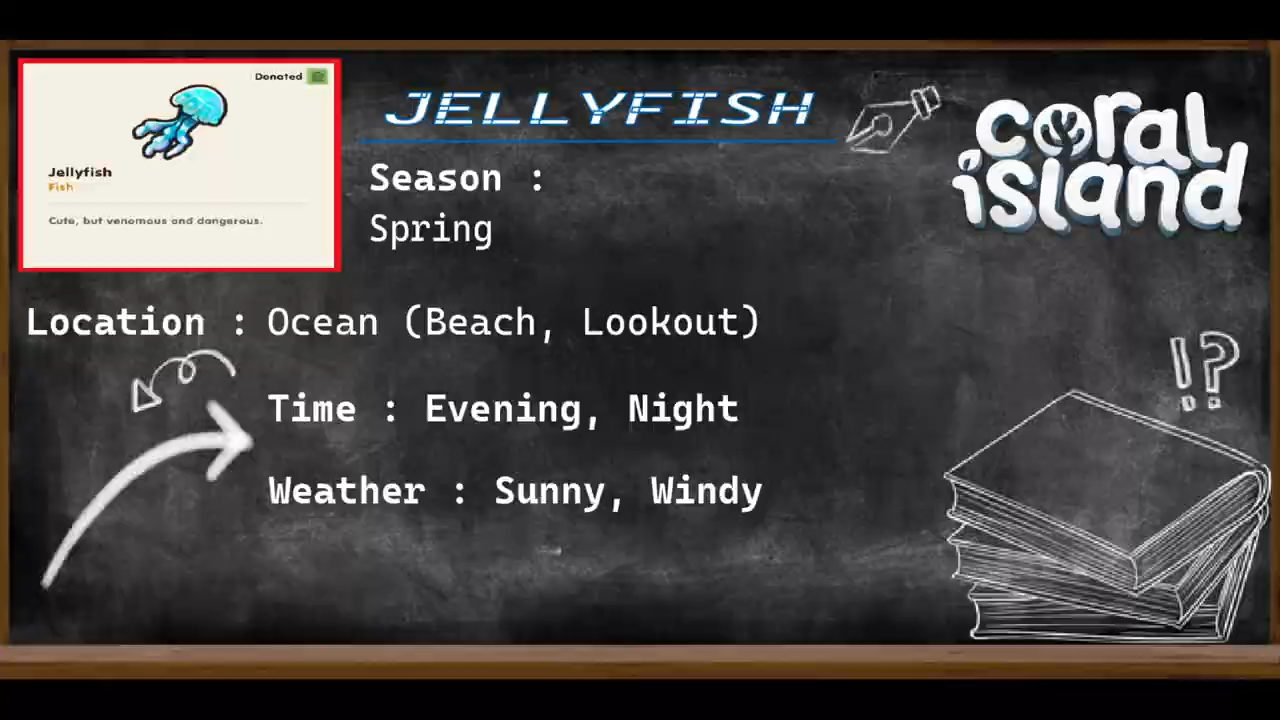 Donated
Jellyfish
Fish
Cute, but venomous and dangerous.
JELLYFISH
Season :
Spring
coral
island
Location : Ocean (Beach, Lookout)
Time : Evening, Night
Weather : Sunny, Windy
!?